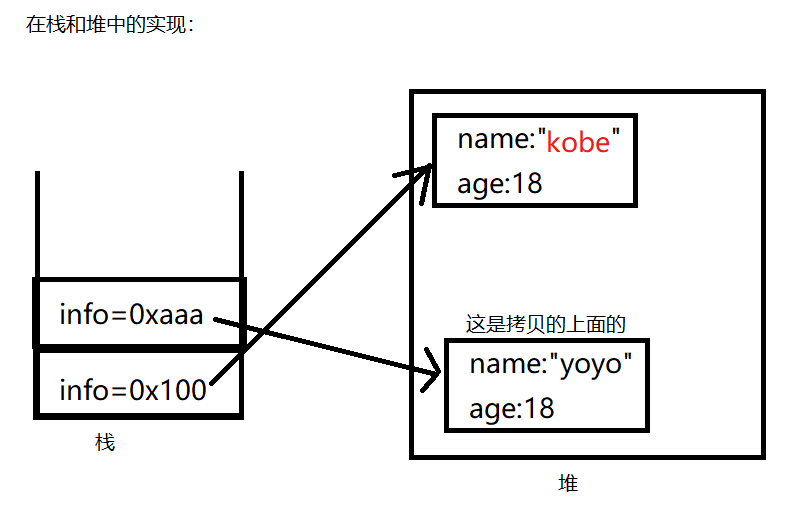 在栈和堆中的实现：
name:"kobe"
age:18
info=0xaaa
info=0x100
栈
这是拷贝的上面的
name:"yoyo"
age:18
堆